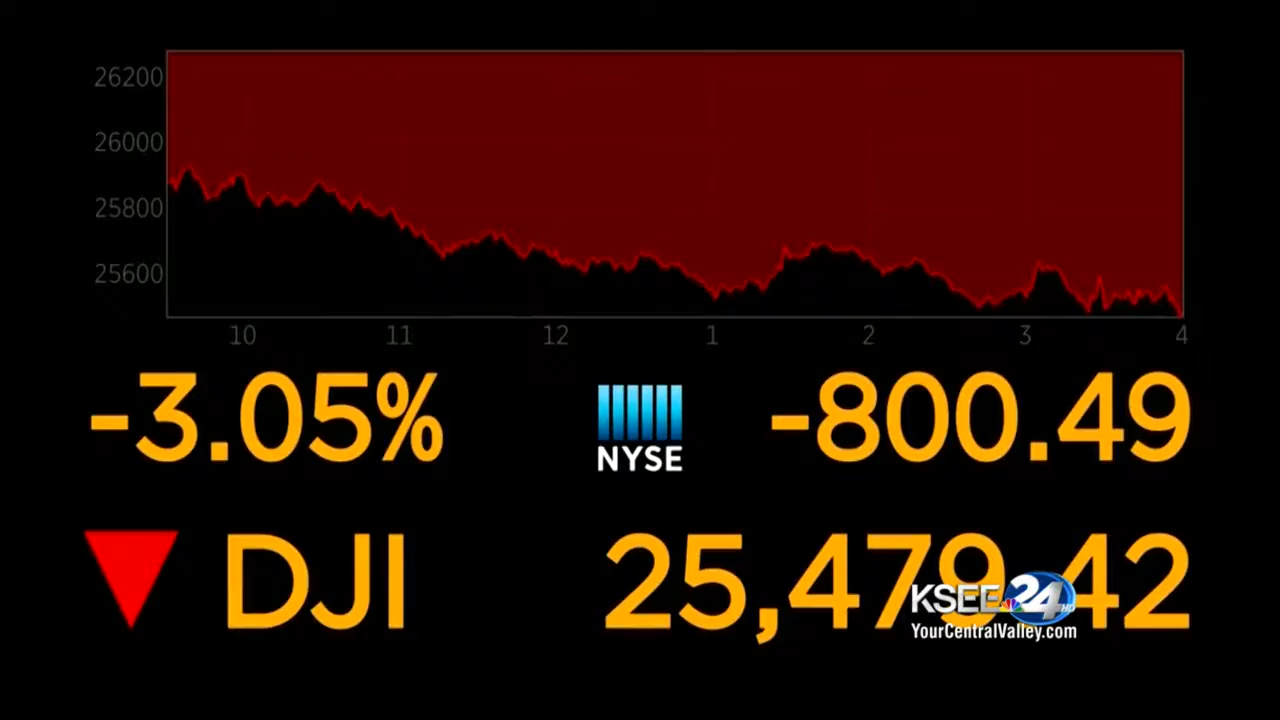 26200
26000
25800
25600
10 11 12 1 2 3 4
-3.05% NYSE -800.49
DJI 25,479.42
KSEE 24 HD
YourCentralValley.com